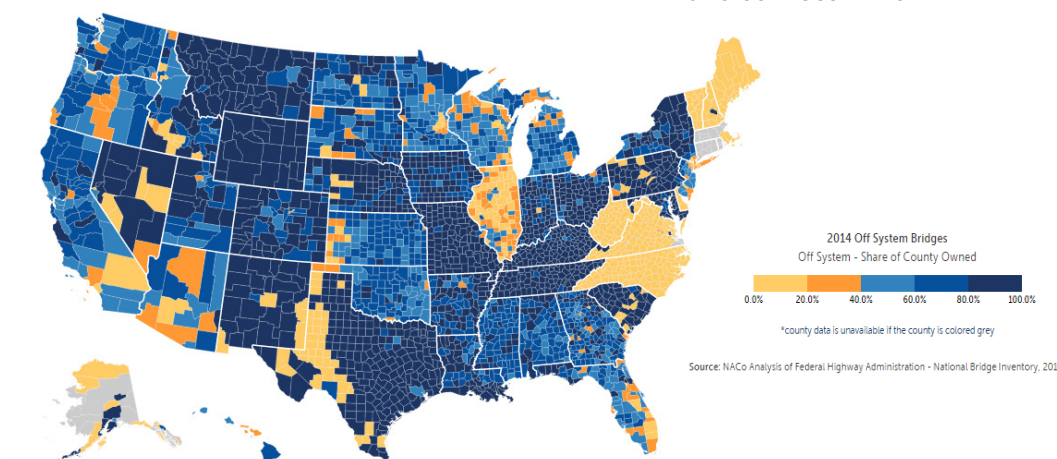 2014 Off System Bridges
Off System - Share of County Owned
0.0% 20.0% 40.0% 60.0% 80.0% 100.0%
*county data is unavailable if the county is colored grey
Source: NACo Analysis of Federal Highway Administration - National Bridge Inventory, 201